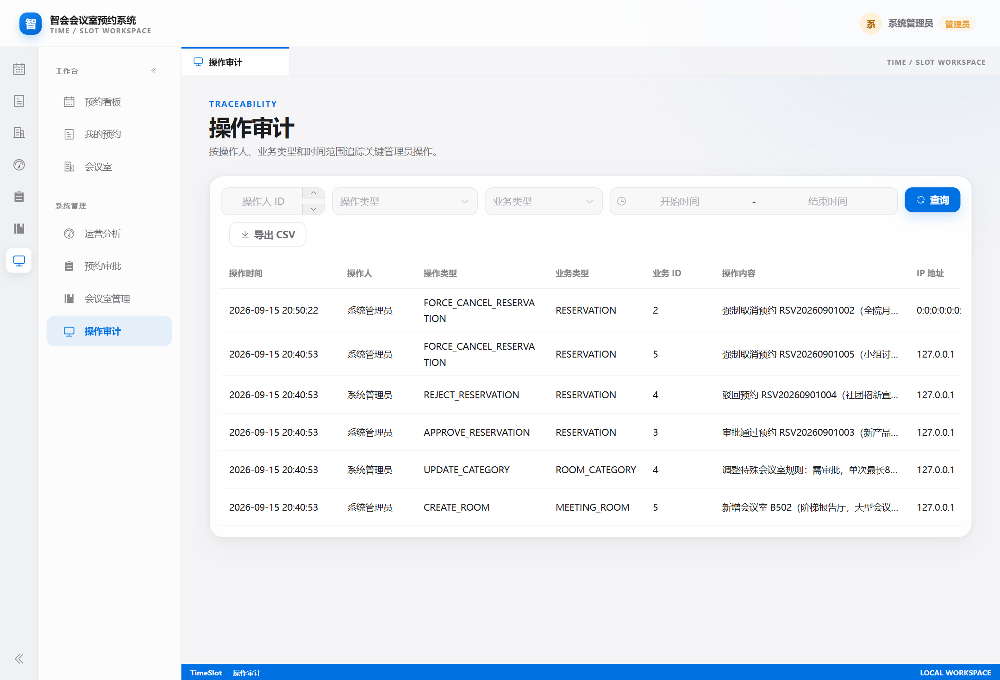 智
智会会议室预约系统
TIME / SLOT WORKSPACE
系
系统管理员
管理员
工作台
预约看板
我的预约
会议室
系统管理
运营分析
预约审批
会议室管理
操作审计
操作审计
TIME / SLOT WORKSPACE
TRACEABILITY
操作审计
按操作人、业务类型和时间范围追踪关键管理员操作。
操作人 ID
操作类型
业务类型
开始时间
-
结束时间
查询
导出 CSV
操作时间 操作人 操作类型 业务类型 业务 ID 操作内容 IP 地址
2026-09-15 20:50:22 系统管理员 FORCE_CANCEL_RESERVA RESERVATION 2 强制取消预约 RSV20260901002（全院月... 0:0:0:0:0:0:
TION
2026-09-15 20:40:53 系统管理员 FORCE_CANCEL_RESERVA RESERVATION 5 强制取消预约 RSV20260901005（小组讨... 127.0.0.1
TION
2026-09-15 20:40:53 系统管理员 REJECT_RESERVATION RESERVATION 4 驳回预约 RSV20260901004（社团招新宣... 127.0.0.1
2026-09-15 20:40:53 系统管理员 APPROVE_RESERVATION RESERVATION 3 审批通过预约 RSV20260901003（新产品... 127.0.0.1
2026-09-15 20:40:53 系统管理员 UPDATE_CATEGORY ROOM_CATEGORY 4 调整特殊会议室规则：需审批，单次最长8... 127.0.0.1
2026-09-15 20:40:53 系统管理员 CREATE_ROOM MEETING_ROOM 5 新增会议室 B502（阶梯报告厅，大型会议... 127.0.0.1
TimeSlot 操作审计
LOCAL WORKSPACE